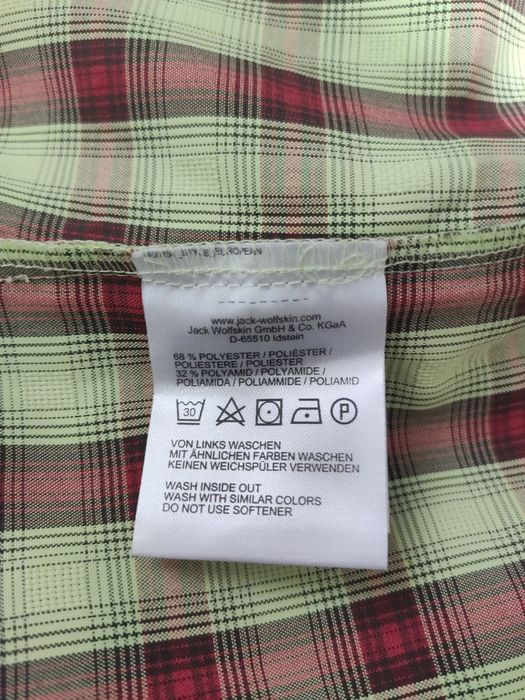 EUROPEAN
www.jack-wolfskin.com
Jack Wolfskin GmbH & Co. KGaA
D-65510 Idstein
68 % POLYESTER / POLIÉSTER /
POLIESTERE / POLIESTER
32 % POLYAMID / POLYAMIDE /
POLIAMIDA / POLIAMMIDE / POLIAMID
30 P
VON LINKS WASCHEN
MIT ÄHNLICHEN FARBEN WASCHEN
KEINEN WEICHSPÜLER VERWENDEN
WASH INSIDE OUT
WASH WITH SIMILAR COLORS
DO NOT USE SOFTENER